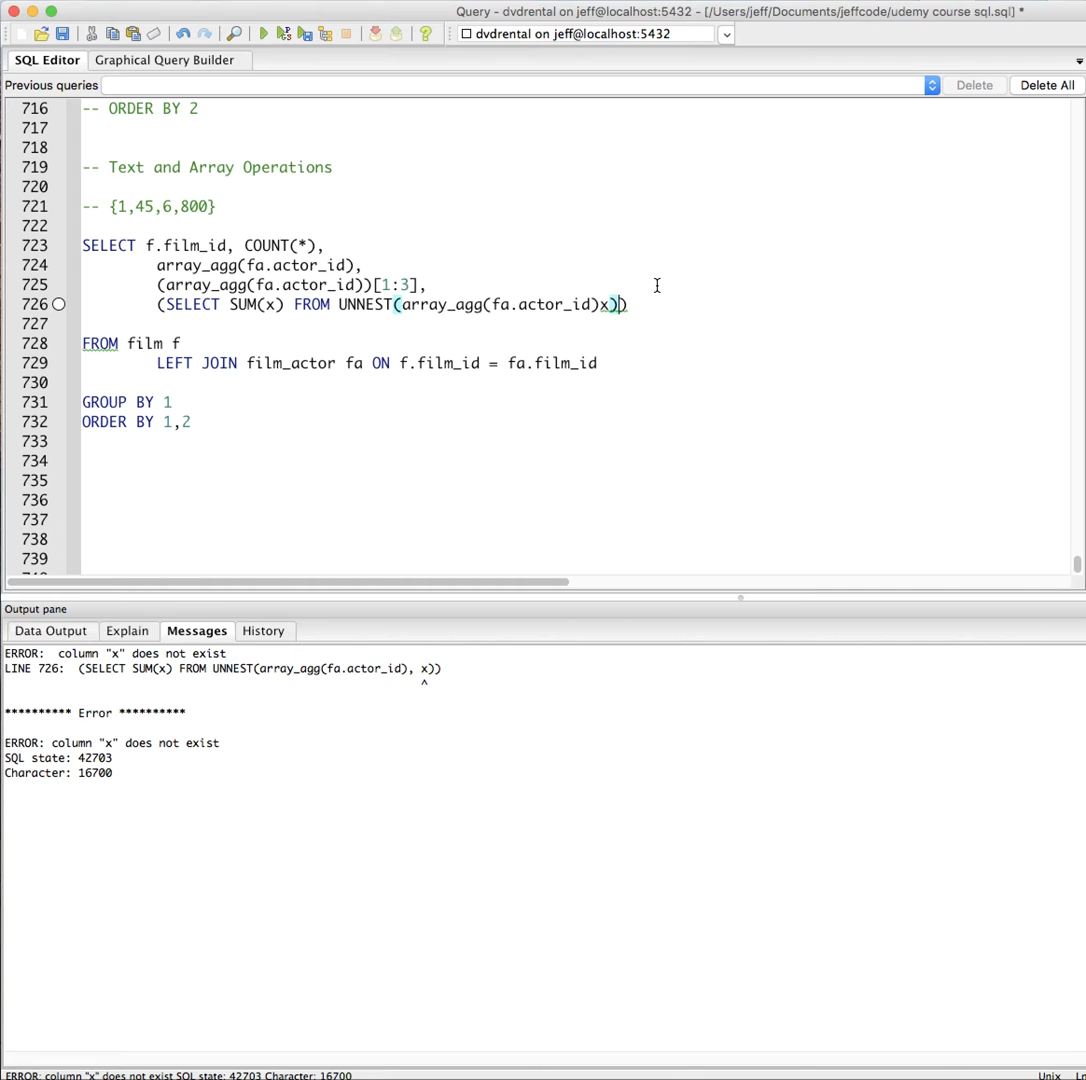 Query - dvdrental on jeff@localhost:5432 - [/Users/jeff/Documents/jeffcode/udemy course sql.sql] *
dvdrental on jeff@localhost:5432
SQL Editor Graphical Query Builder
Previous queries Delete Delete All
716 -- ORDER BY 2
717
718
719 -- Text and Array Operations
720
721 -- {1,45,6,800}
722
723 SELECT f.film_id, COUNT(*),
724 array_agg(fa.actor_id),
725 (array_agg(fa.actor_id))[1:3],
726 (SELECT SUM(x) FROM UNNEST(array_agg(fa.actor_id)x))
727
728 FROM film f
729 LEFT JOIN film_actor fa ON f.film_id = fa.film_id
730
731 GROUP BY 1
732 ORDER BY 1,2
733
734
735
736
737
738
739
Output pane
Data Output Explain Messages History
ERROR: column "x" does not exist
LINE 726: (SELECT SUM(x) FROM UNNEST(array_agg(fa.actor_id), x))
^
********** Error **********
ERROR: column "x" does not exist
SQL state: 42703
Character: 16700
ERROR: column "x" does not exist SQL state: 42703 Character: 16700 Unix